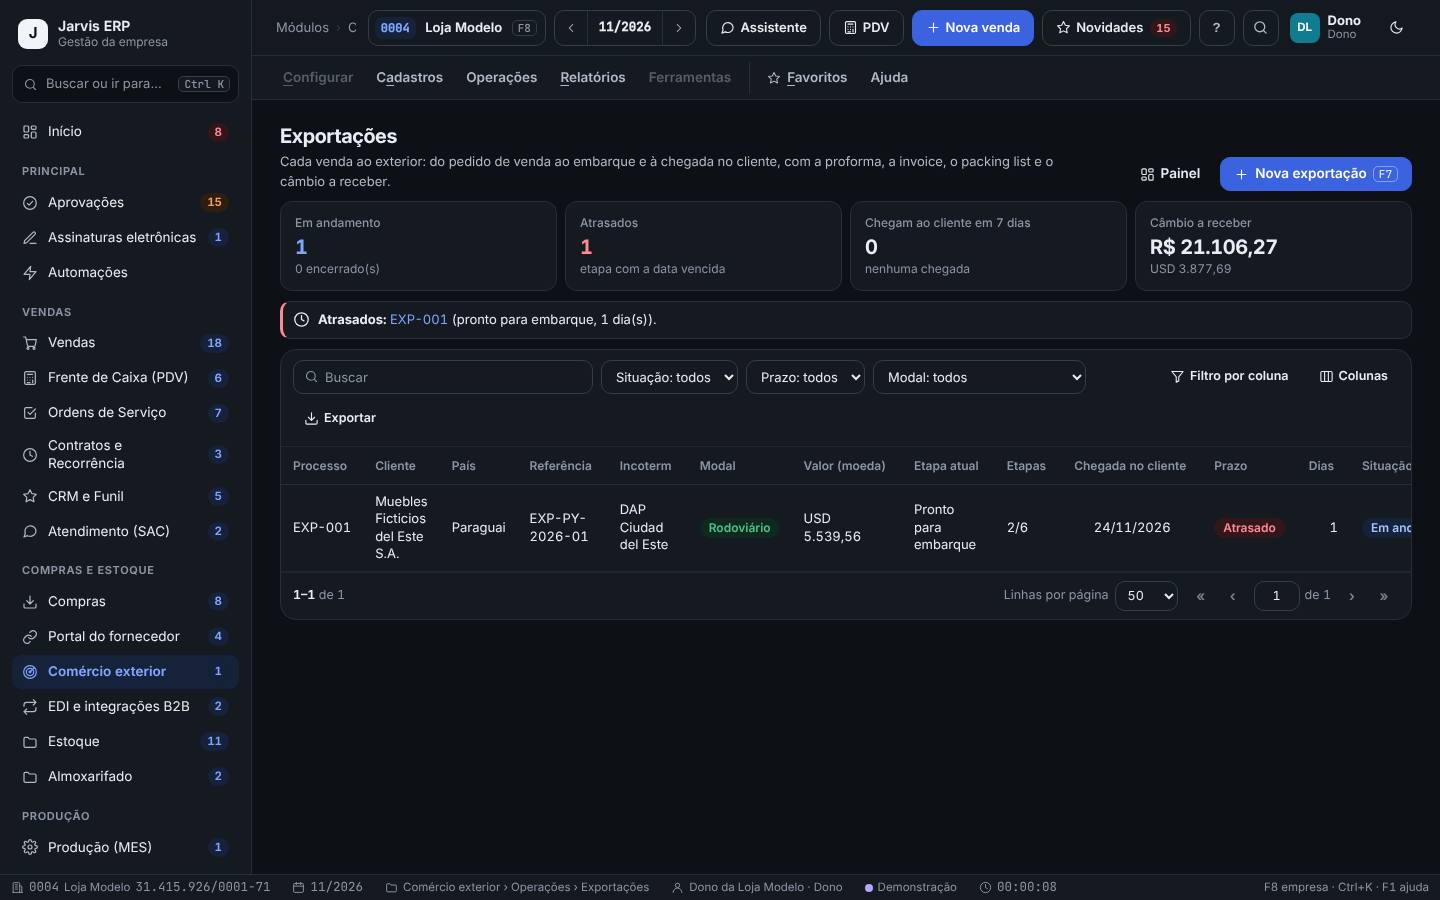 J
Jarvis ERP
Gestão da empresa
Buscar ou ir para...
Ctrl K
Início
8
PRINCIPAL
Aprovações
15
Assinaturas eletrônicas
1
Automações
VENDAS
Vendas
18
Frente de Caixa (PDV)
6
Ordens de Serviço
7
Contratos e
Recorrência
3
CRM e Funil
5
Atendimento (SAC)
2
COMPRAS E ESTOQUE
Compras
8
Portal do fornecedor
4
Comércio exterior
1
EDI e integrações B2B
2
Estoque
11
Almoxarifado
2
PRODUÇÃO
Produção (MES)
1
Módulos › C
0004 Loja Modelo F8
‹ 11/2026 ›
Assistente
PDV
+ Nova venda
Novidades 15
?
DL
Dono
Dono
Configurar
Cadastros
Operações
Relatórios
Ferramentas
Favoritos
Ajuda
Exportações
Cada venda ao exterior: do pedido de venda ao embarque e à chegada no cliente, com a proforma, a invoice, o packing list e o
câmbio a receber.
Painel
+ Nova exportação F7
Em andamento
1
0 encerrado(s)
Atrasados
1
etapa com a data vencida
Chegam ao cliente em 7 dias
0
nenhuma chegada
Câmbio a receber
R$ 21.106,27
USD 3.877,69
Atrasados: EXP-001 (pronto para embarque, 1 dia(s)).
Buscar
Situação: todos
Prazo: todos
Modal: todos
Filtro por coluna
Colunas
Exportar
Processo Cliente País Referência Incoterm Modal Valor (moeda) Etapa atual Etapas Chegada no cliente Prazo Dias Situação
EXP-001
Muebles
Ficticios
del Este
S.A.
Paraguai
EXP-PY-
2026-01
DAP
Ciudad
del Este
Rodoviário
USD
5.539,56
Pronto
para
embarque
2/6
24/11/2026
Atrasado
1
Em and
1–1 de 1
Linhas por página 50 « ‹ 1 de 1 › »
0004 Loja Modelo 31.415.926/0001-71
11/2026
Comércio exterior › Operações › Exportações
Dono da Loja Modelo · Dono
Demonstração
00:00:08
F8 empresa · Ctrl+K · F1 ajuda